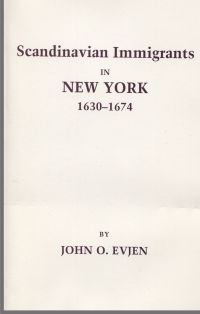 Scandinavian Immigrants
IN
NEW YORK
1630–1674
BY
JOHN O. EVJEN